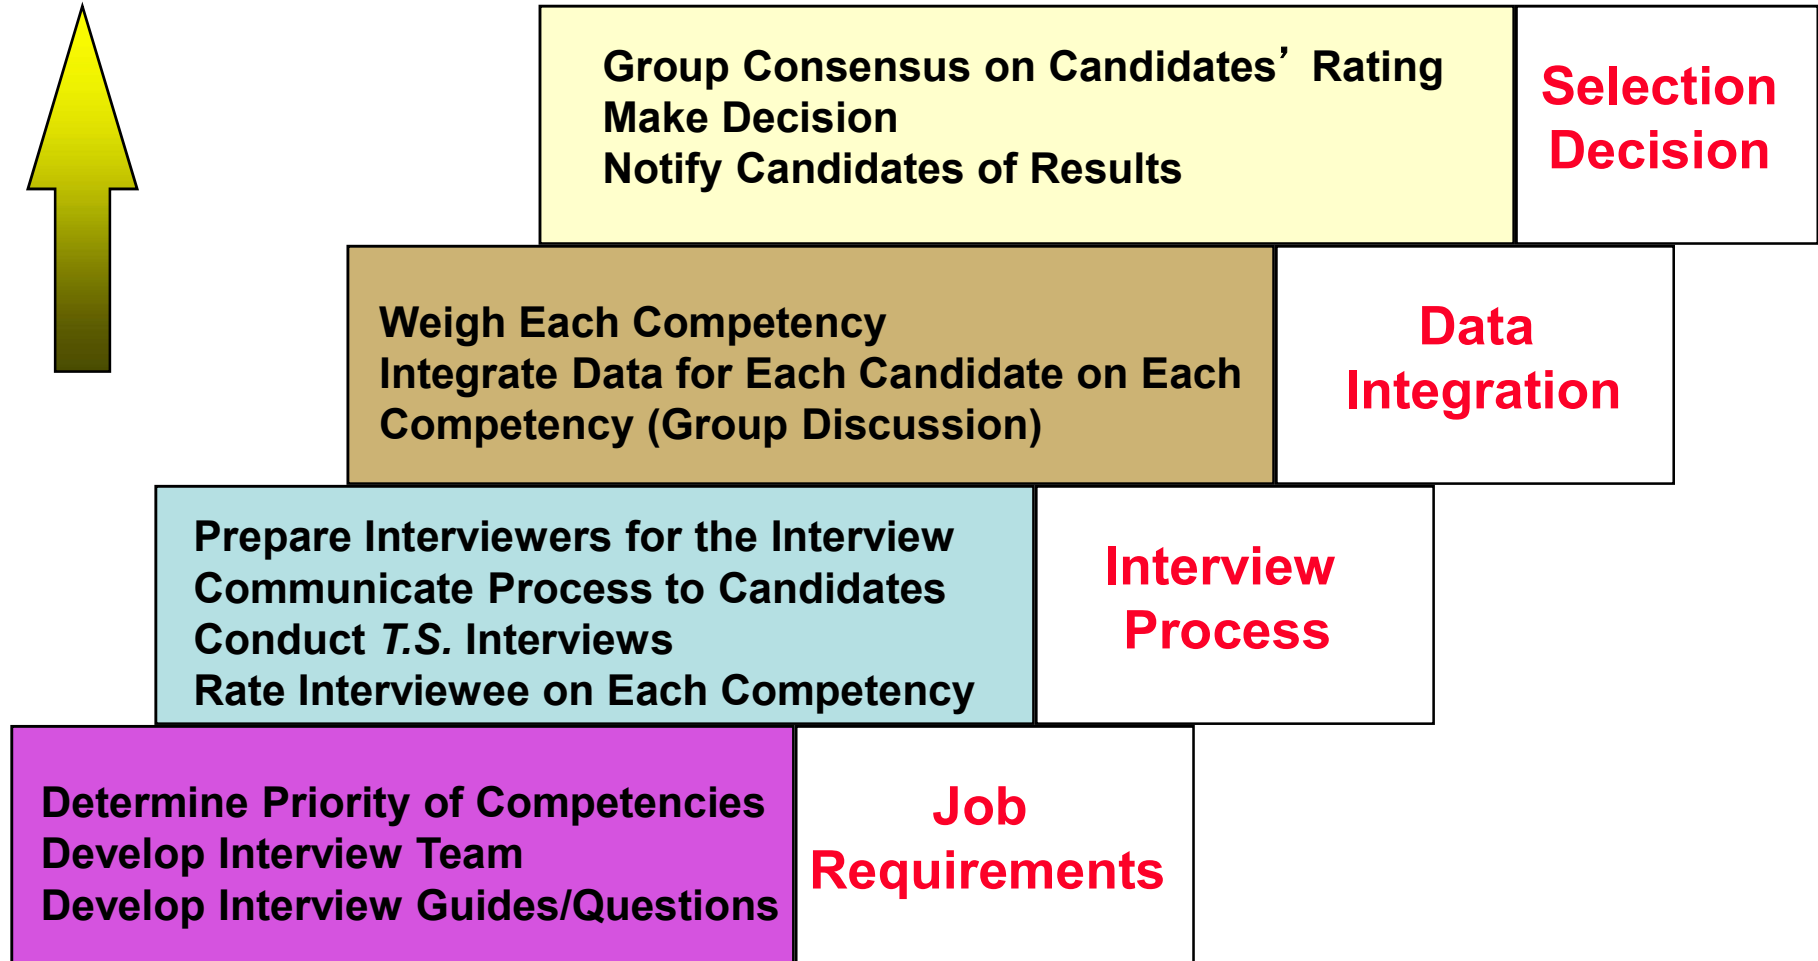 Group Consensus on Candidates’ Rating
Make Decision
Notify Candidates of Results
Selection
Decision
Weigh Each Competency
Integrate Data for Each Candidate on Each
Competency (Group Discussion)
Data
Integration
Prepare Interviewers for the Interview
Communicate Process to Candidates
Conduct T.S. Interviews
Rate Interviewee on Each Competency
Interview
Process
Determine Priority of Competencies
Develop Interview Team
Develop Interview Guides/Questions
Job
Requirements